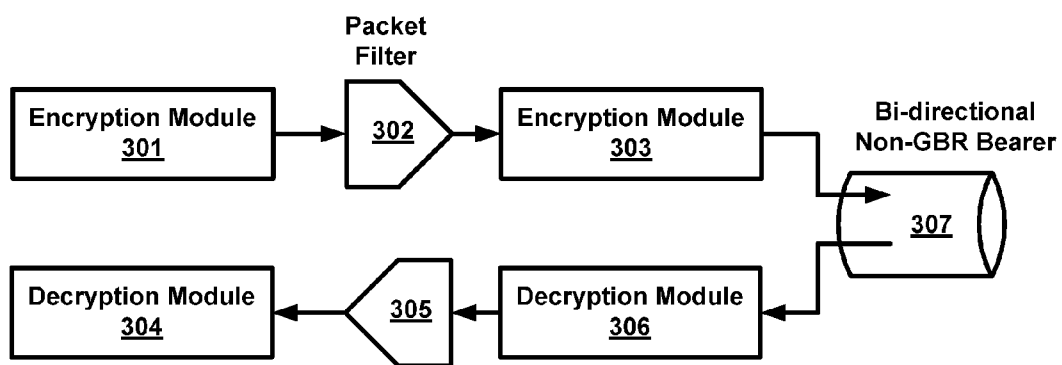 Packet
Filter
Encryption Module
301
302
Encryption Module
303
Bi-directional
Non-GBR Bearer
307
Decryption Module
304
305
Decryption Module
306